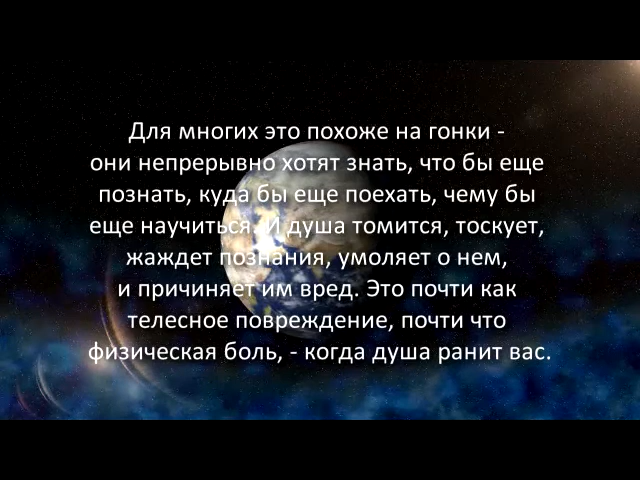 Для многих это похоже на гонки -
они непрерывно хотят знать, что бы еще
познать, куда бы еще поехать, чему бы
еще научиться. И душа томится, тоскует,
жаждет познания, умоляет о нем,
и причиняет им вред. Это почти как
телесное повреждение, почти что
физическая боль, - когда душа ранит вас.